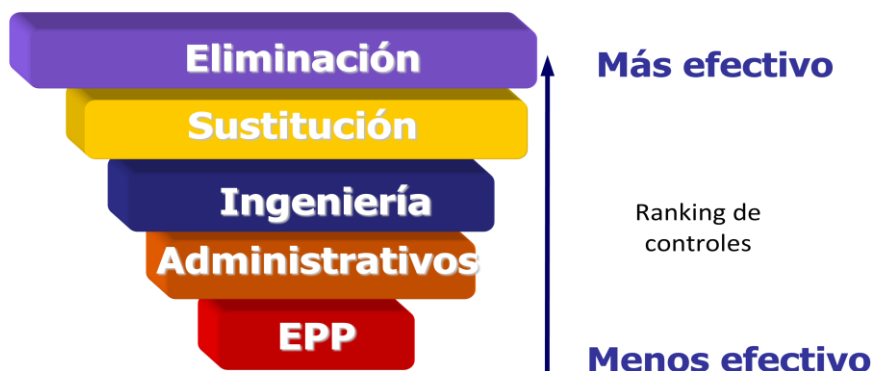 Eliminación
Más efectivo
Sustitución
Ingeniería
Ranking de
controles
Administrativos
EPP
Menos efectivo